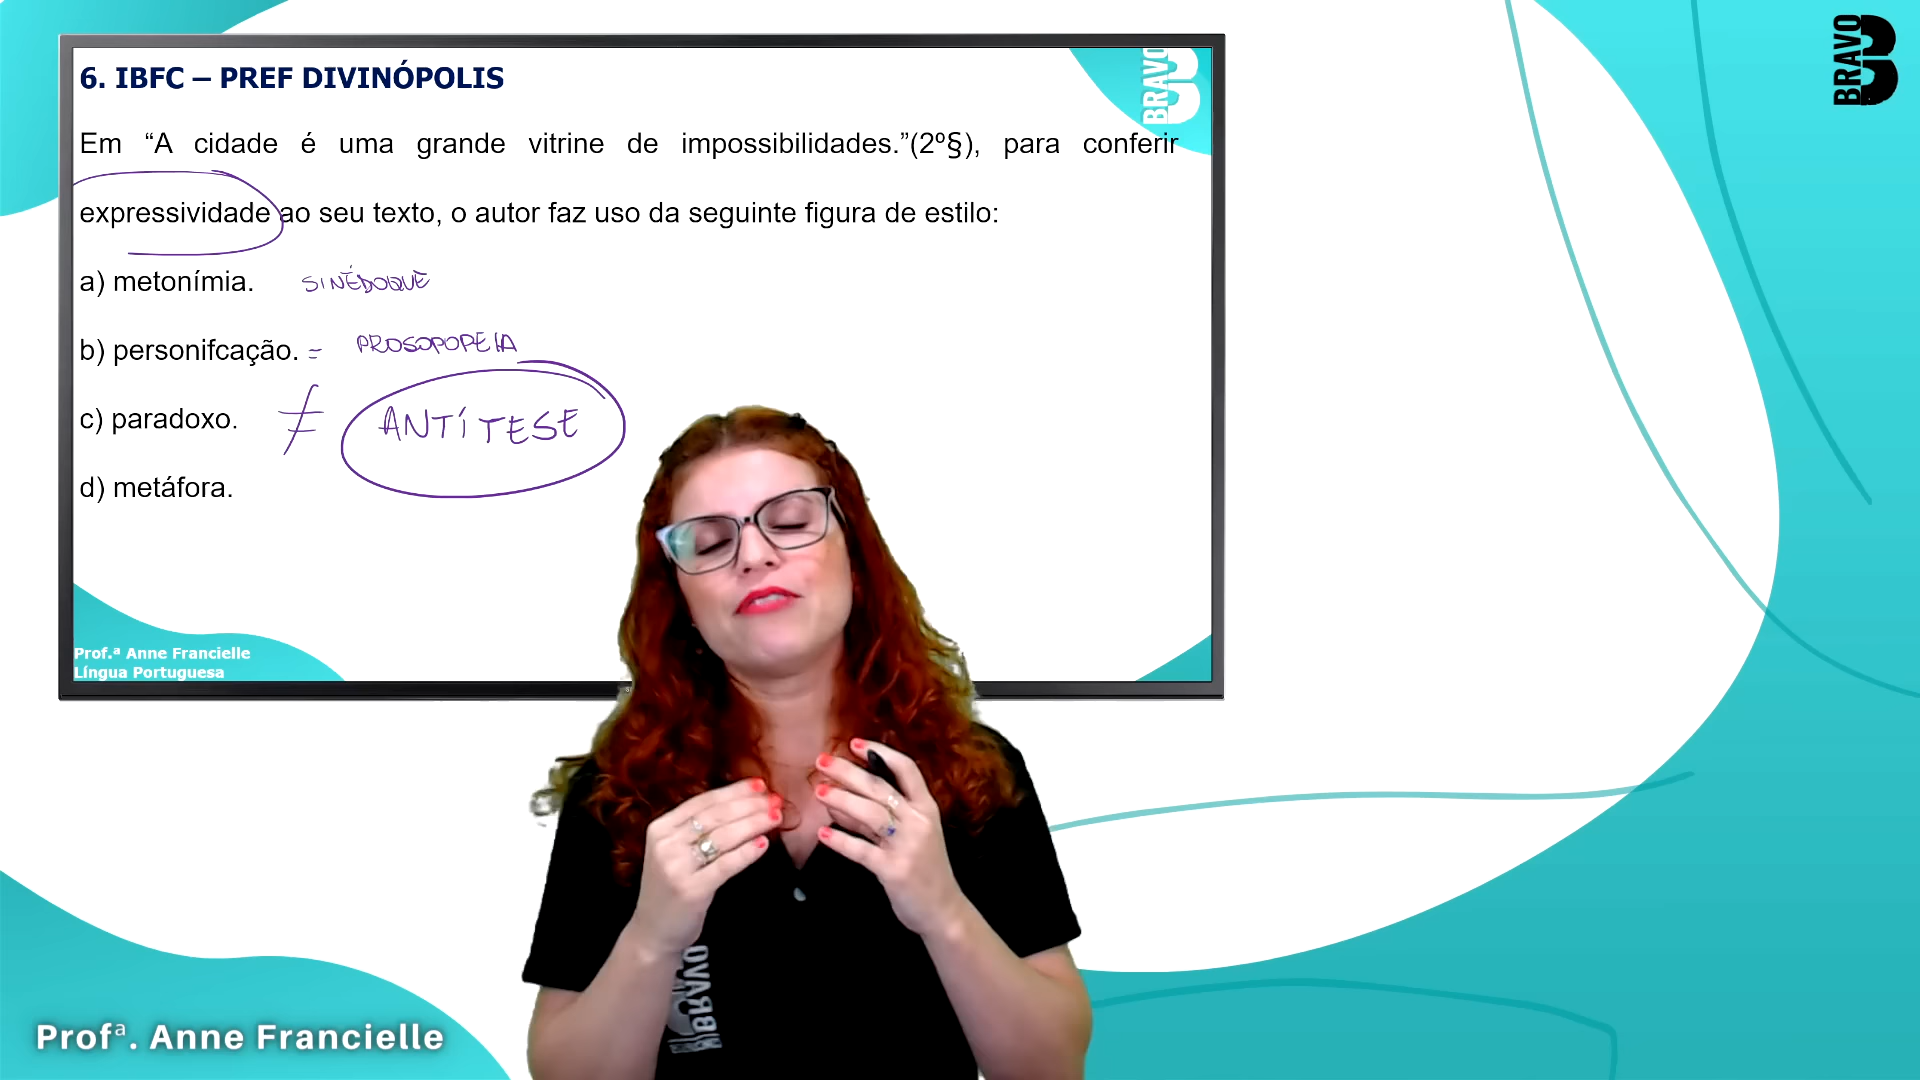 BRAVO
6. IBFC – PREF DIVINÓPOLIS
BRAVO
Em “A cidade é uma grande vitrine de impossibilidades.”(2º§), para conferir
expressividade ao seu texto, o autor faz uso da seguinte figura de estilo:
a) metonímia. SINÉDOQUE
b) personifcação. = PROSOPOPEIA
c) paradoxo. ≠ ANTÍTESE
d) metáfora.
Prof.ª Anne Francielle
Língua Portuguesa
BRAVO
Profª. Anne Francielle